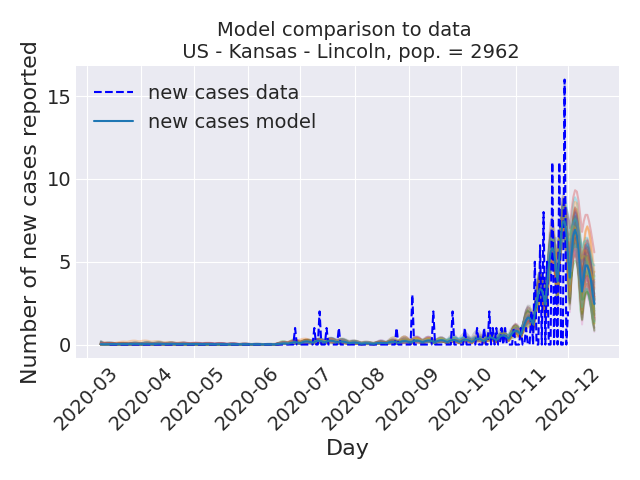 Model comparison to data
US - Kansas - Lincoln, pop. = 2962
Number of new cases reported
15
10
5
0
new cases data
new cases model
2020-03
2020-04
2020-05
2020-06
2020-07
2020-08
2020-09
2020-10
2020-11
2020-12
Day